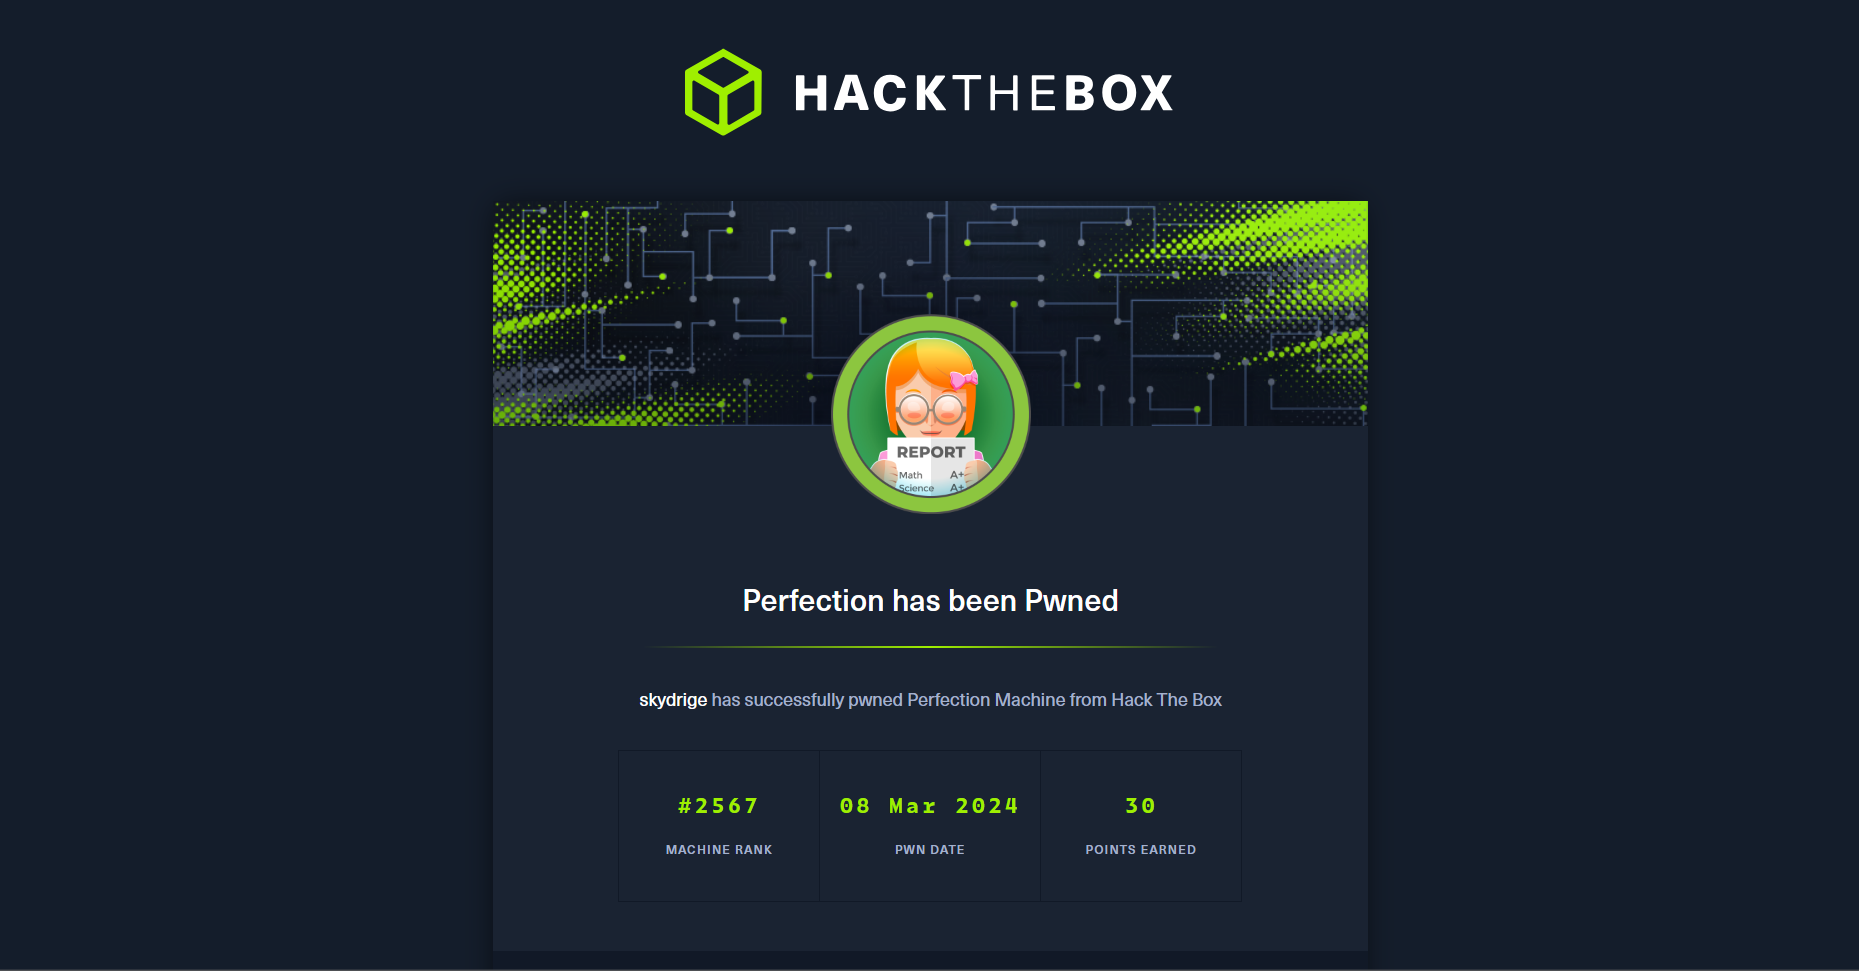 HACKTHEBOX
REPORT
Math A+
Science A+
Perfection has been Pwned
skydrige has successfully pwned Perfection Machine from Hack The Box
#2567 08 Mar 2024 30
MACHINE RANK PWN DATE POINTS EARNED